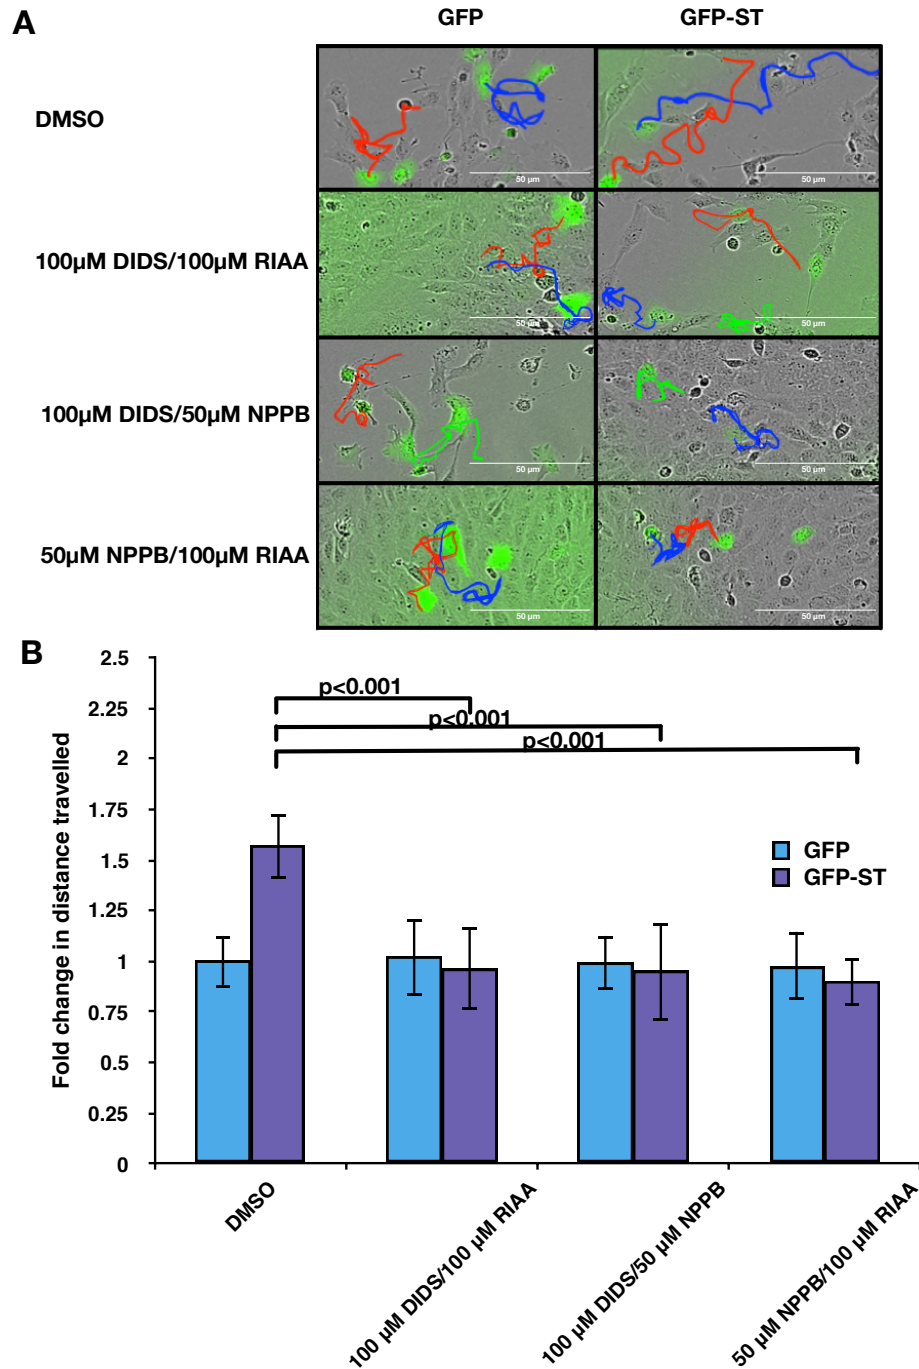 A
GFP
GFP-ST
DMSO
50 µm
50 µm
100µM DIDS/100µM RIAA
50 µm
50 µm
100µM DIDS/50µM NPPB
50 µm
50 µm
50µM NPPB/100µM RIAA
50 µm
50 µm
B
Fold change in distance travelled
2.5
2.25
2
1.75
1.5
1.25
1
0.75
0.5
0.25
0
p<0.001
p<0.001
p<0.001
GFP
GFP-ST
DMSO
100 µM DIDS/100 µM RIAA
100 µM DIDS/50 µM NPPB
50 µM NPPB/100 µM RIAA